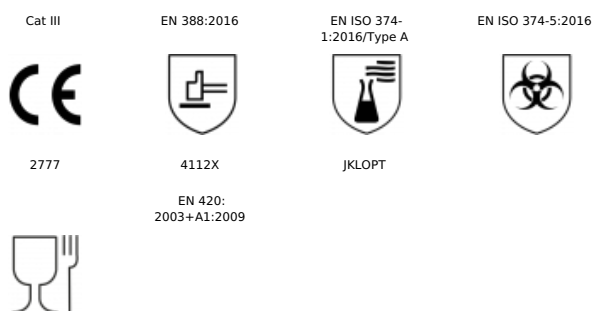 Cat III
EN 388:2016
EN ISO 374-
1:2016/Type A
EN ISO 374-5:2016
CE
2777
4112X
JKLOPT
EN 420:
2003+A1:2009